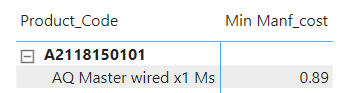 Product_Code Min Manf_cost
A2118150101
AQ Master wired x1 Ms 0.89